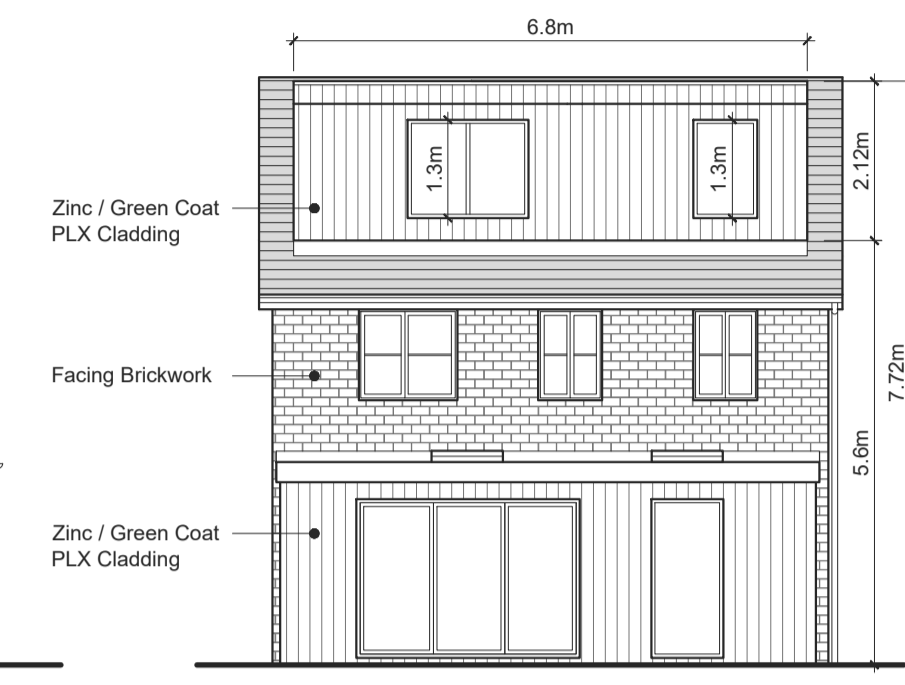 6.8m
1.3m
1.3m
2.12m
Zinc / Green Coat
PLX Cladding
Facing Brickwork
7.72m
5.6m
Zinc / Green Coat
PLX Cladding